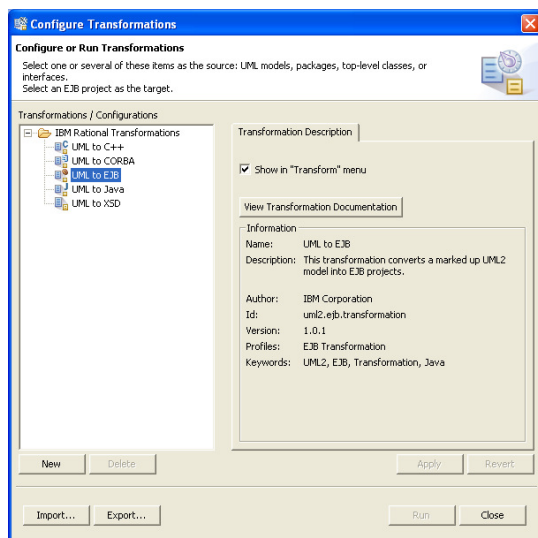 Configure Transformations
Configure or Run Transformations
Select one or several of these items as the source: UML models, packages, top-level classes, or
interfaces.
Select an EJB project as the target.
Transformations / Configurations
IBM Rational Transformations
UML to C++
UML to CORBA
UML to EJB
UML to Java
UML to XSD
Transformation Description
Show in "Transform" menu
View Transformation Documentation
Information
Name: UML to EJB
Description: This transformation converts a marked up UML2
model into EJB projects.
Author: IBM Corporation
Id: uml2.ejb.transformation
Version: 1.0.1
Profiles: EJB Transformation
Keywords: UML2, EJB, Transformation, Java
New Delete Apply Revert
Import... Export... Run Close